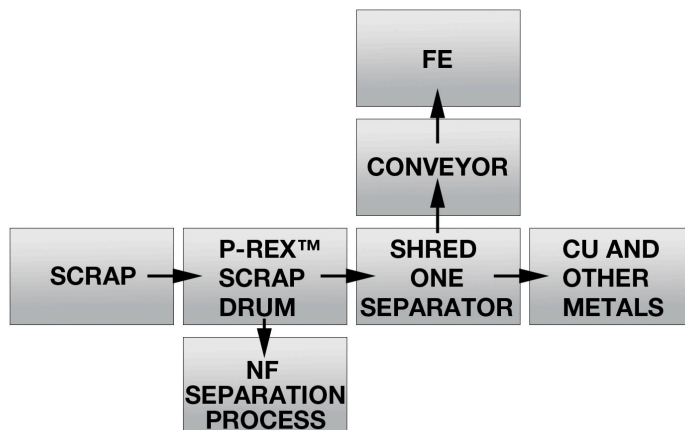 FE
CONVEYOR
SCRAP
P-REX™
SCRAP
DRUM
SHRED
ONE
SEPARATOR
CU AND
OTHER
METALS
NF
SEPARATION
PROCESS